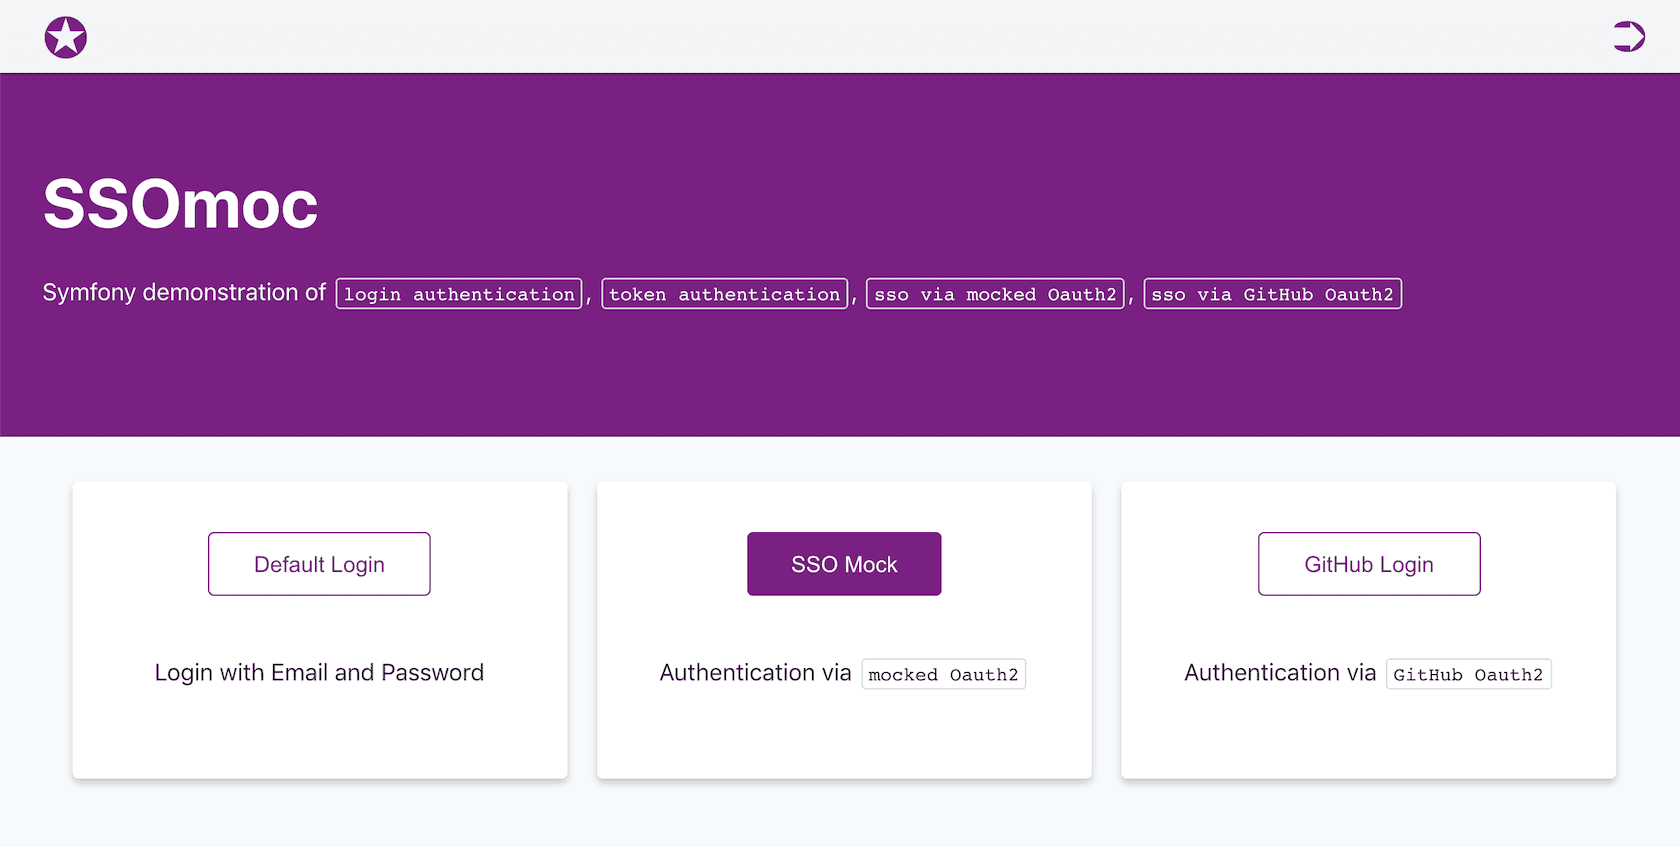 SSOmoc
Symfony demonstration of login authentication, token authentication, sso via mocked Oauth2, sso via GitHub Oauth2
Default Login
Login with Email and Password
SSO Mock
Authentication via mocked Oauth2
GitHub Login
Authentication via GitHub Oauth2